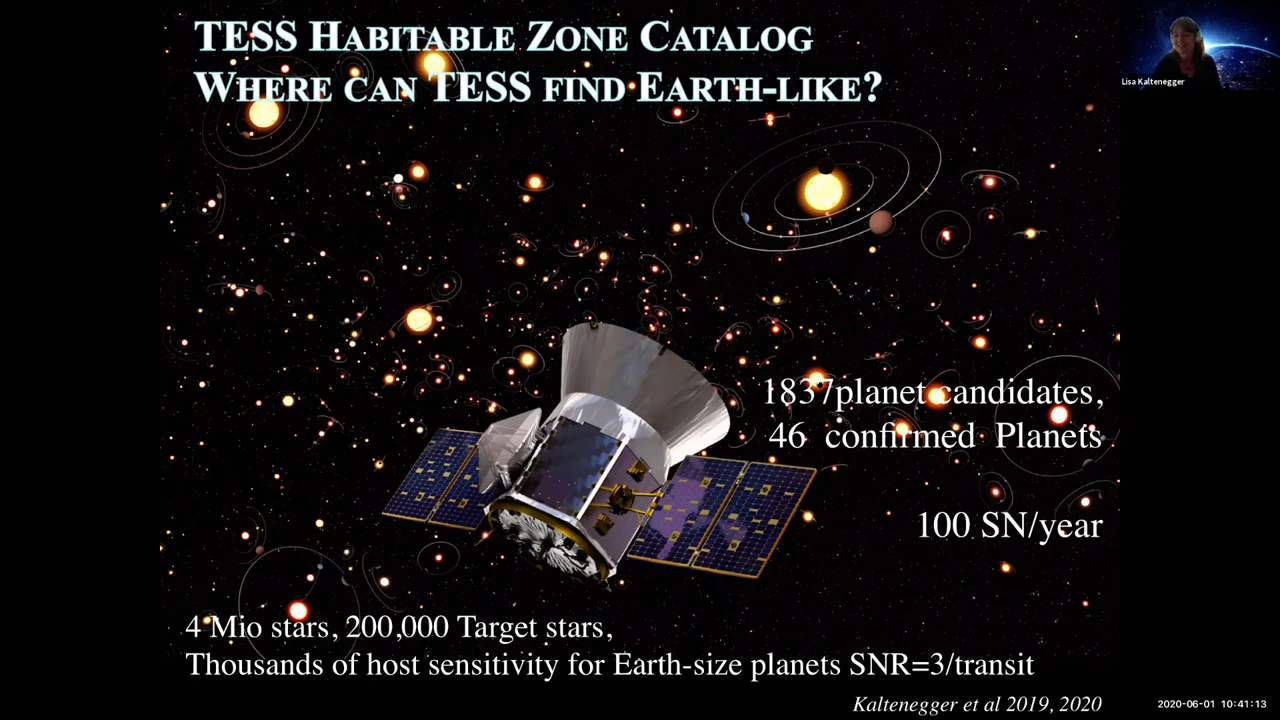 TESS HABITABLE ZONE CATALOG
WHERE CAN TESS FIND EARTH-LIKE?
Lisa Kaltenegger
1837planet candidates,
46 confirmed Planets
100 SN/year
4 Mio stars, 200,000 Target stars,
Thousands of host sensitivity for Earth-size planets SNR=3/transit
Kaltenegger et al 2019, 2020
2020-06-01 10:41:13